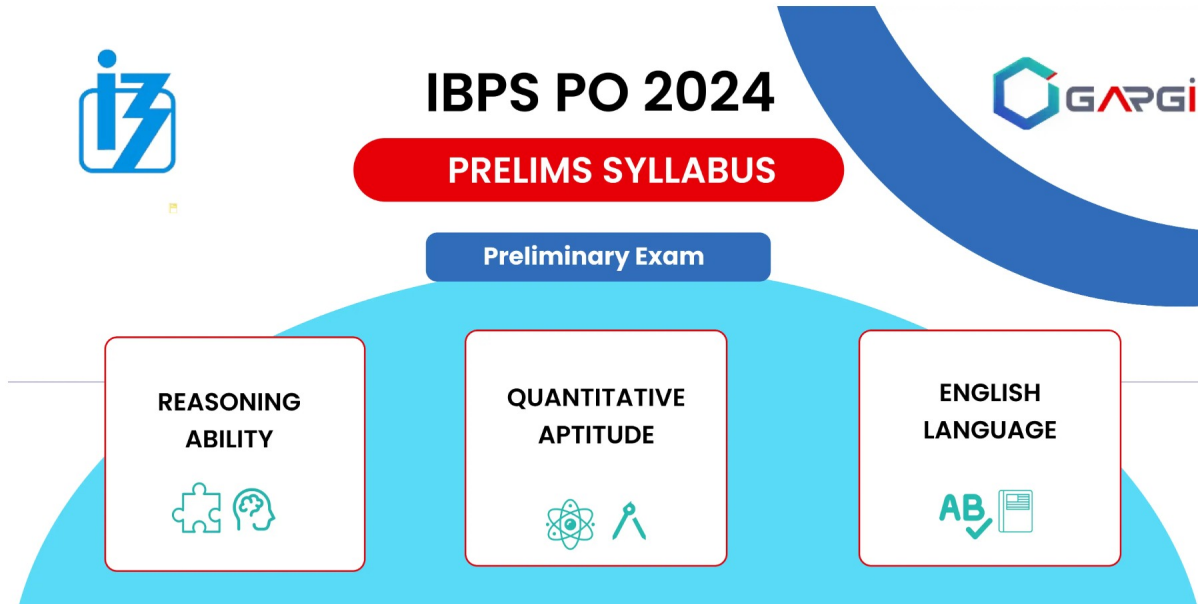 IBPS PO 2024
GARGI
PRELIMS SYLLABUS
Preliminary Exam
REASONING
ABILITY
QUANTITATIVE
APTITUDE
ENGLISH
LANGUAGE
AB